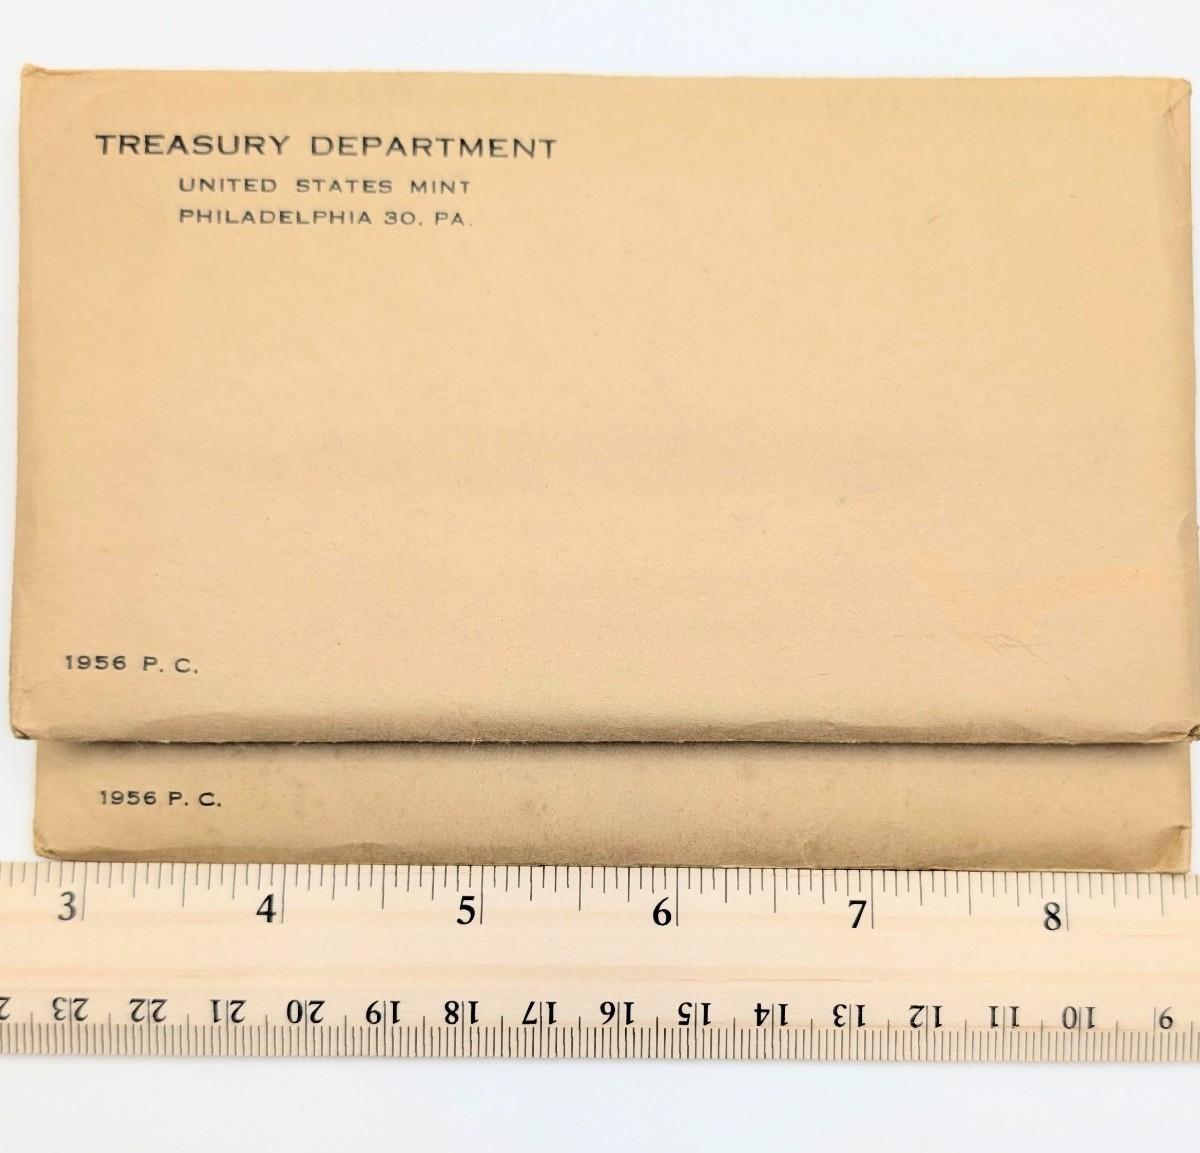 TREASURY DEPARTMENT
UNITED STATES MINT
PHILADELPHIA 30. PA.
1956 P. C.
1956 P. C.
3 4 5 6 7 8
23 22 21 20 19 18 17 16 15 14 13 12 11 10 9